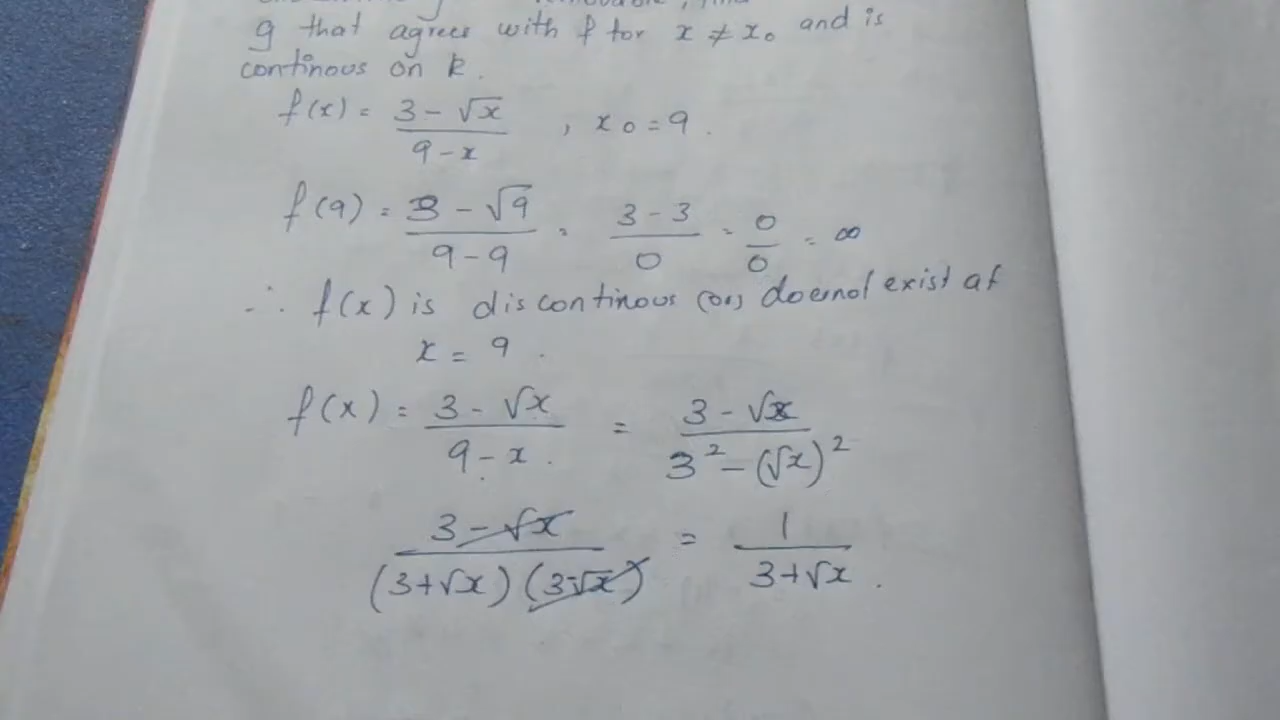 g that agrees with f for x ≠ x₀ and is
continous on k.
f(x) = (3 - √x)/(9 - x) , x₀ = 9.
f(9) = (3 - √9)/(9 - 9) = (3 - 3)/0 = 0/0 = ∞
∴ f(x) is discontinous (or) doesnol exist at
x = 9.
f(x) = (3 - √x)/(9 - x) = (3 - √x)/(3² - (√x)²)
(3 - √x)/((3+√x)(3-√x)) = 1/(3+√x).